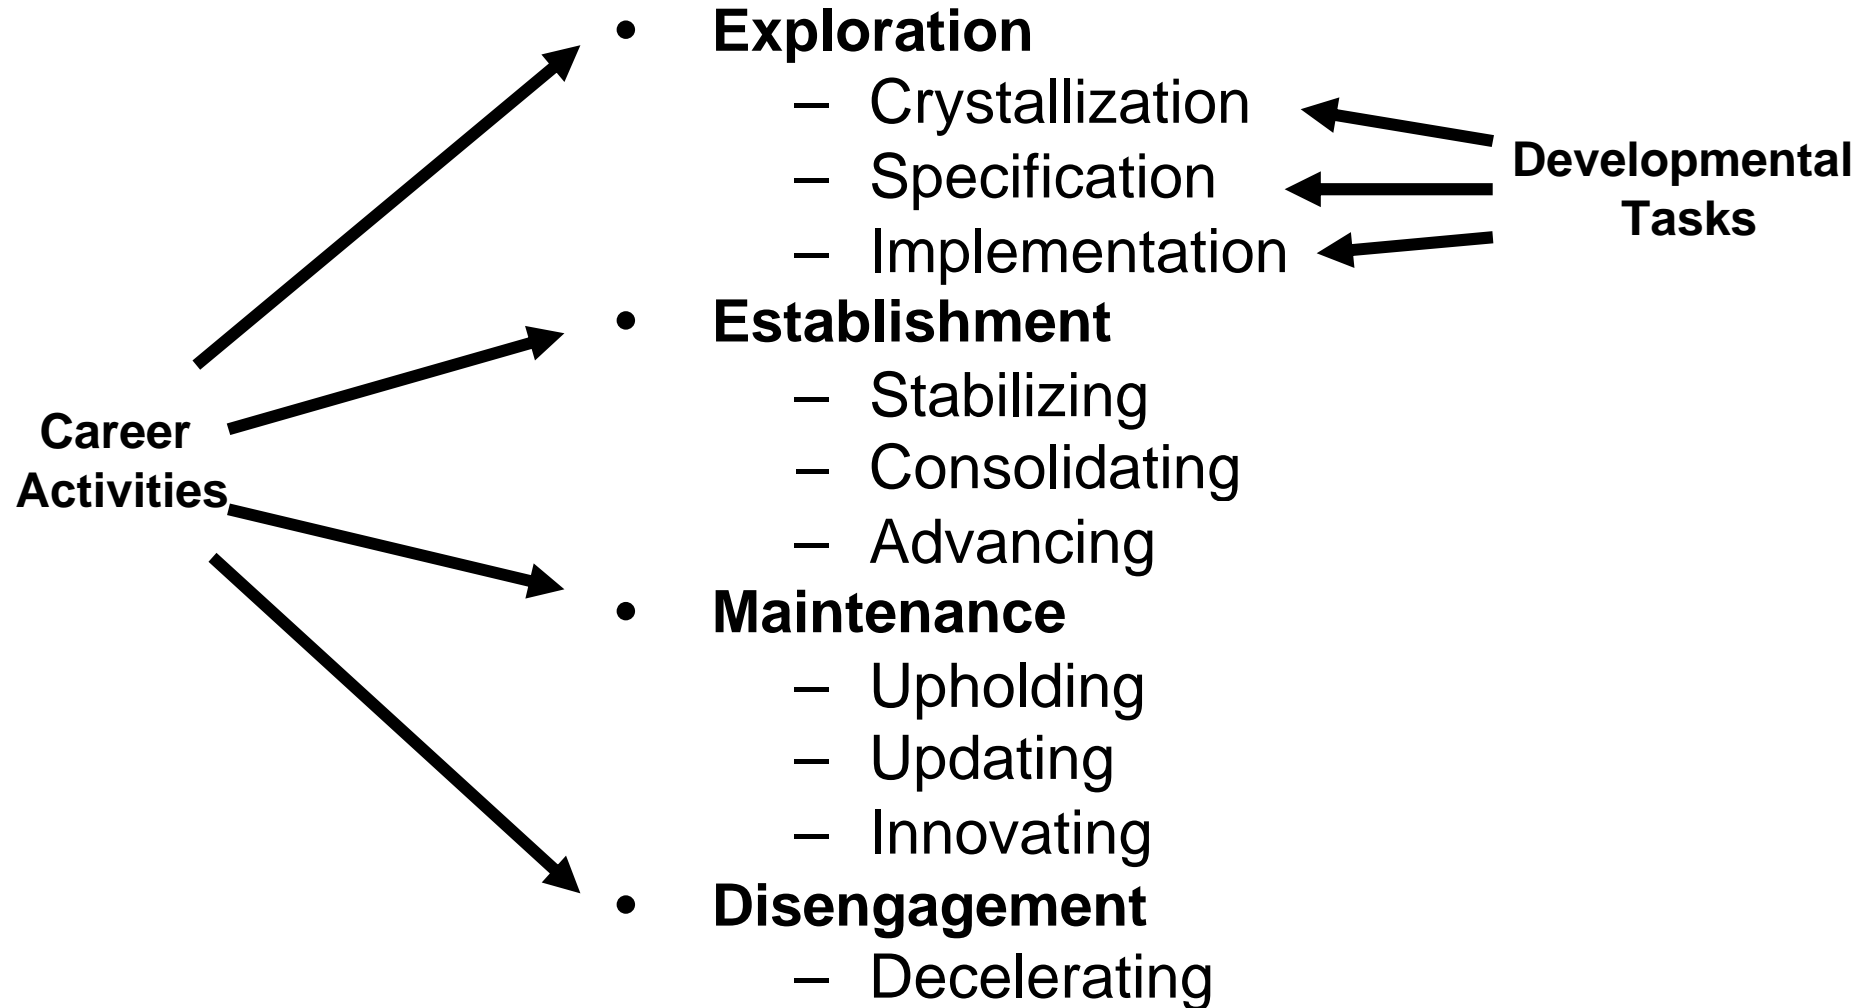 • Exploration
– Crystallization
– Specification
– Implementation
Developmental
Tasks
• Establishment
– Stabilizing
– Consolidating
– Advancing
Career
Activities
• Maintenance
– Upholding
– Updating
– Innovating
• Disengagement
– Decelerating